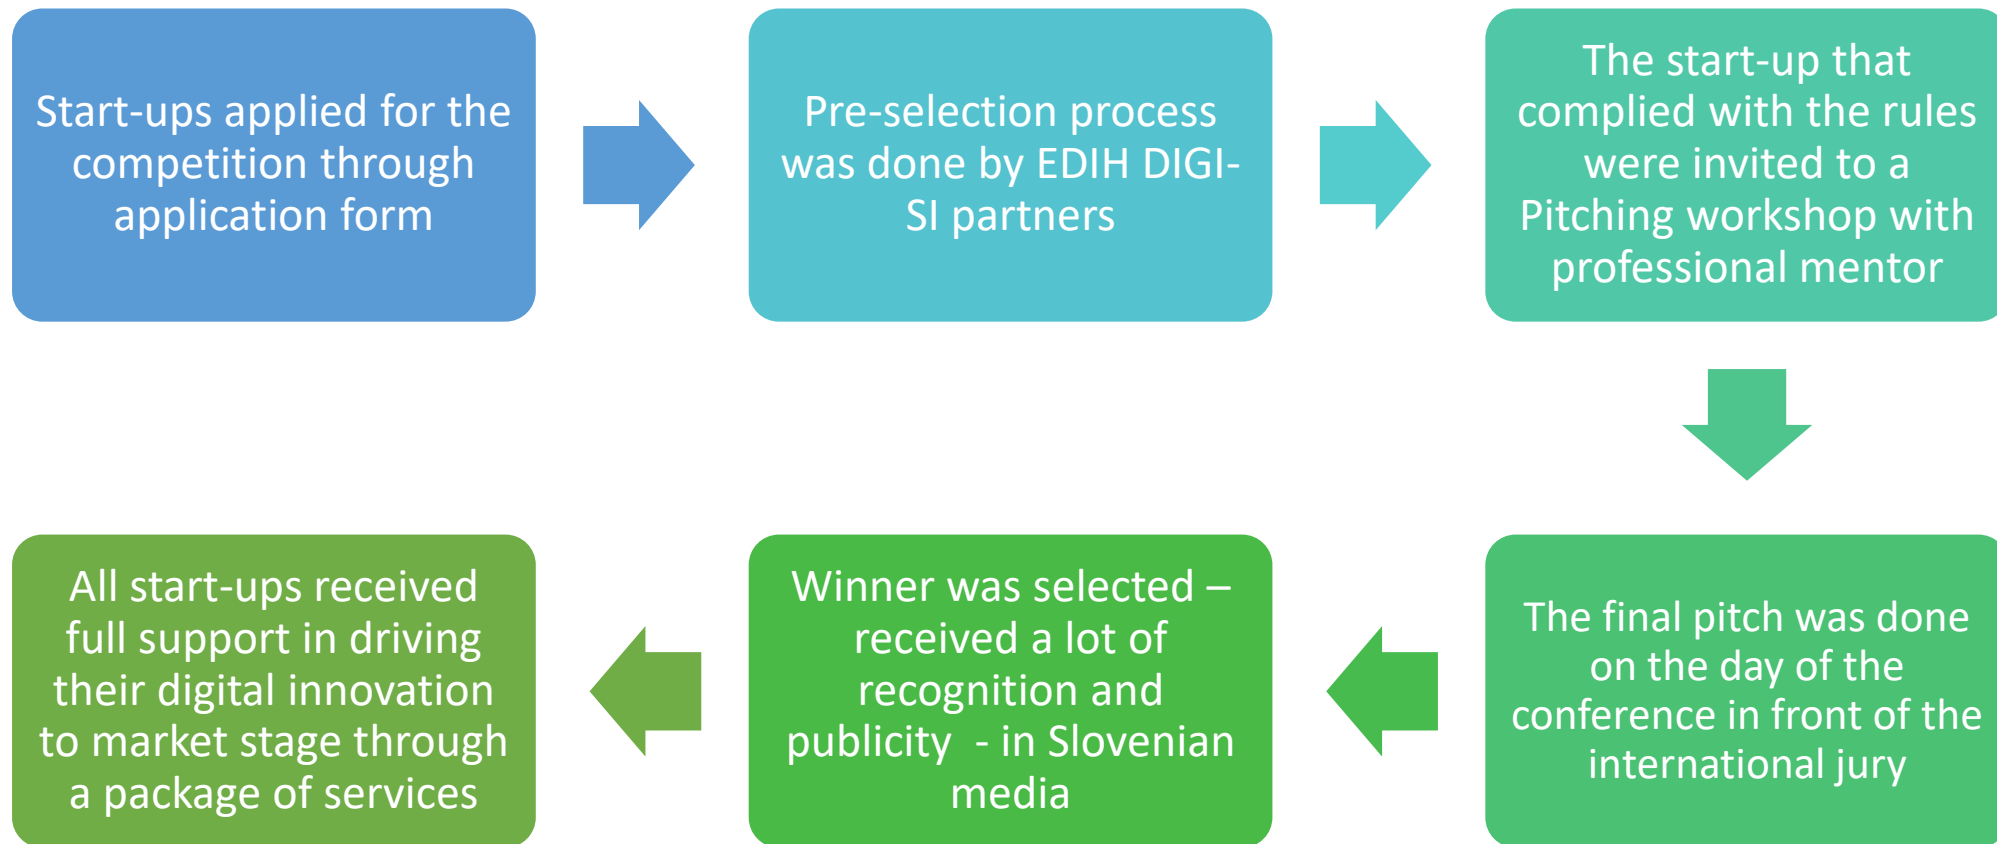 Start-ups applied for the
competition through
application form
Pre-selection process
was done by EDIH DIGI-
SI partners
The start-up that
complied with the rules
were invited to a
Pitching workshop with
professional mentor
The final pitch was done
on the day of the
conference in front of the
international jury
Winner was selected –
received a lot of
recognition and
publicity  - in Slovenian
media
All start-ups received
full support in driving
their digital innovation
to market stage through
a package of services